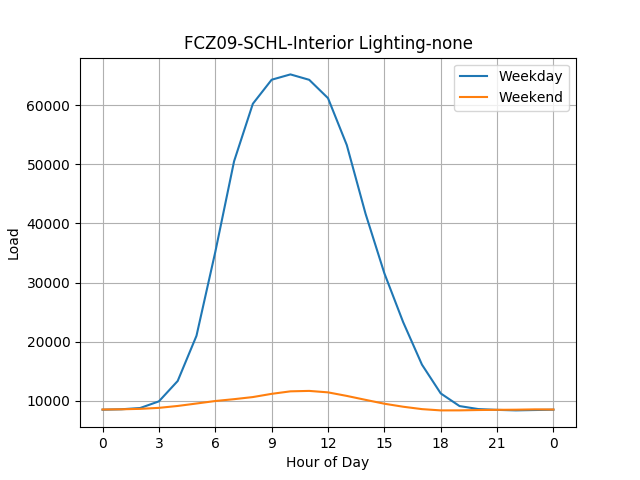 FCZ09-SCHL-Interior Lighting-none
Weekday
Weekend
60000
50000
40000
30000
20000
10000
Load
0 3 6 9 12 15 18 21 0
Hour of Day